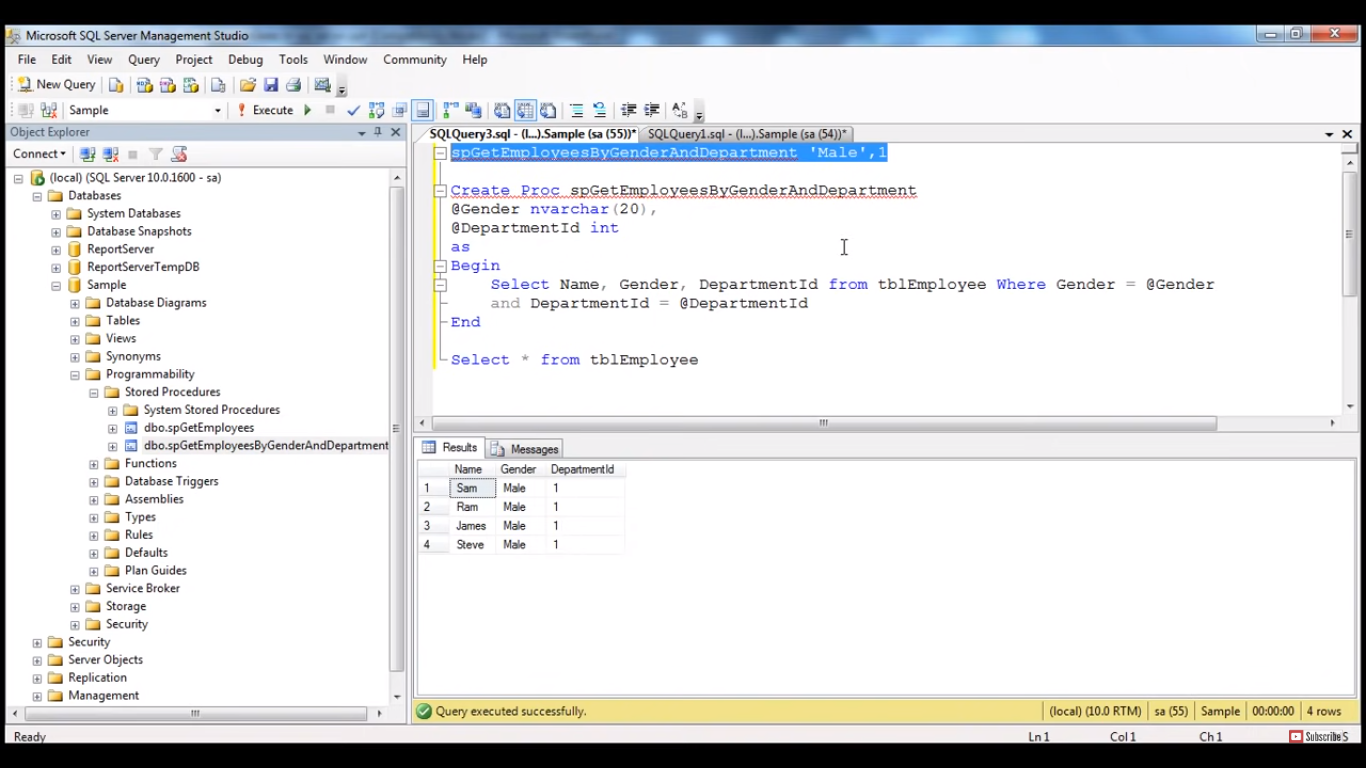 Microsoft SQL Server Management Studio
File Edit View Query Project Debug Tools Window Community Help
New Query
Sample Execute
Object Explorer
Connect
(local) (SQL Server 10.0.1600 - sa)
Databases
System Databases
Database Snapshots
ReportServer
ReportServerTempDB
Sample
Database Diagrams
Tables
Views
Synonyms
Programmability
Stored Procedures
System Stored Procedures
dbo.spGetEmployees
dbo.spGetEmployeesByGenderAndDepartment
Functions
Database Triggers
Assemblies
Types
Rules
Defaults
Plan Guides
Service Broker
Storage
Security
Security
Server Objects
Replication
Management
SQLQuery3.sql - (l...).Sample (sa (55))* SQLQuery1.sql - (l...).Sample (sa (54))*
spGetEmployeesByGenderAndDepartment 'Male',1
Create Proc spGetEmployeesByGenderAndDepartment
@Gender nvarchar(20),
@DepartmentId int
as
Begin
Select Name, Gender, DepartmentId from tblEmployee Where Gender = @Gender
and DepartmentId = @DepartmentId
End
Select * from tblEmployee
Results Messages
Name Gender DepartmentId
1 Sam Male 1
2 Ram Male 1
3 James Male 1
4 Steve Male 1
Query executed successfully. (local) (10.0 RTM) sa (55) Sample 00:00:00 4 rows
Ready Ln 1 Col 1 Ch 1 Subscribe